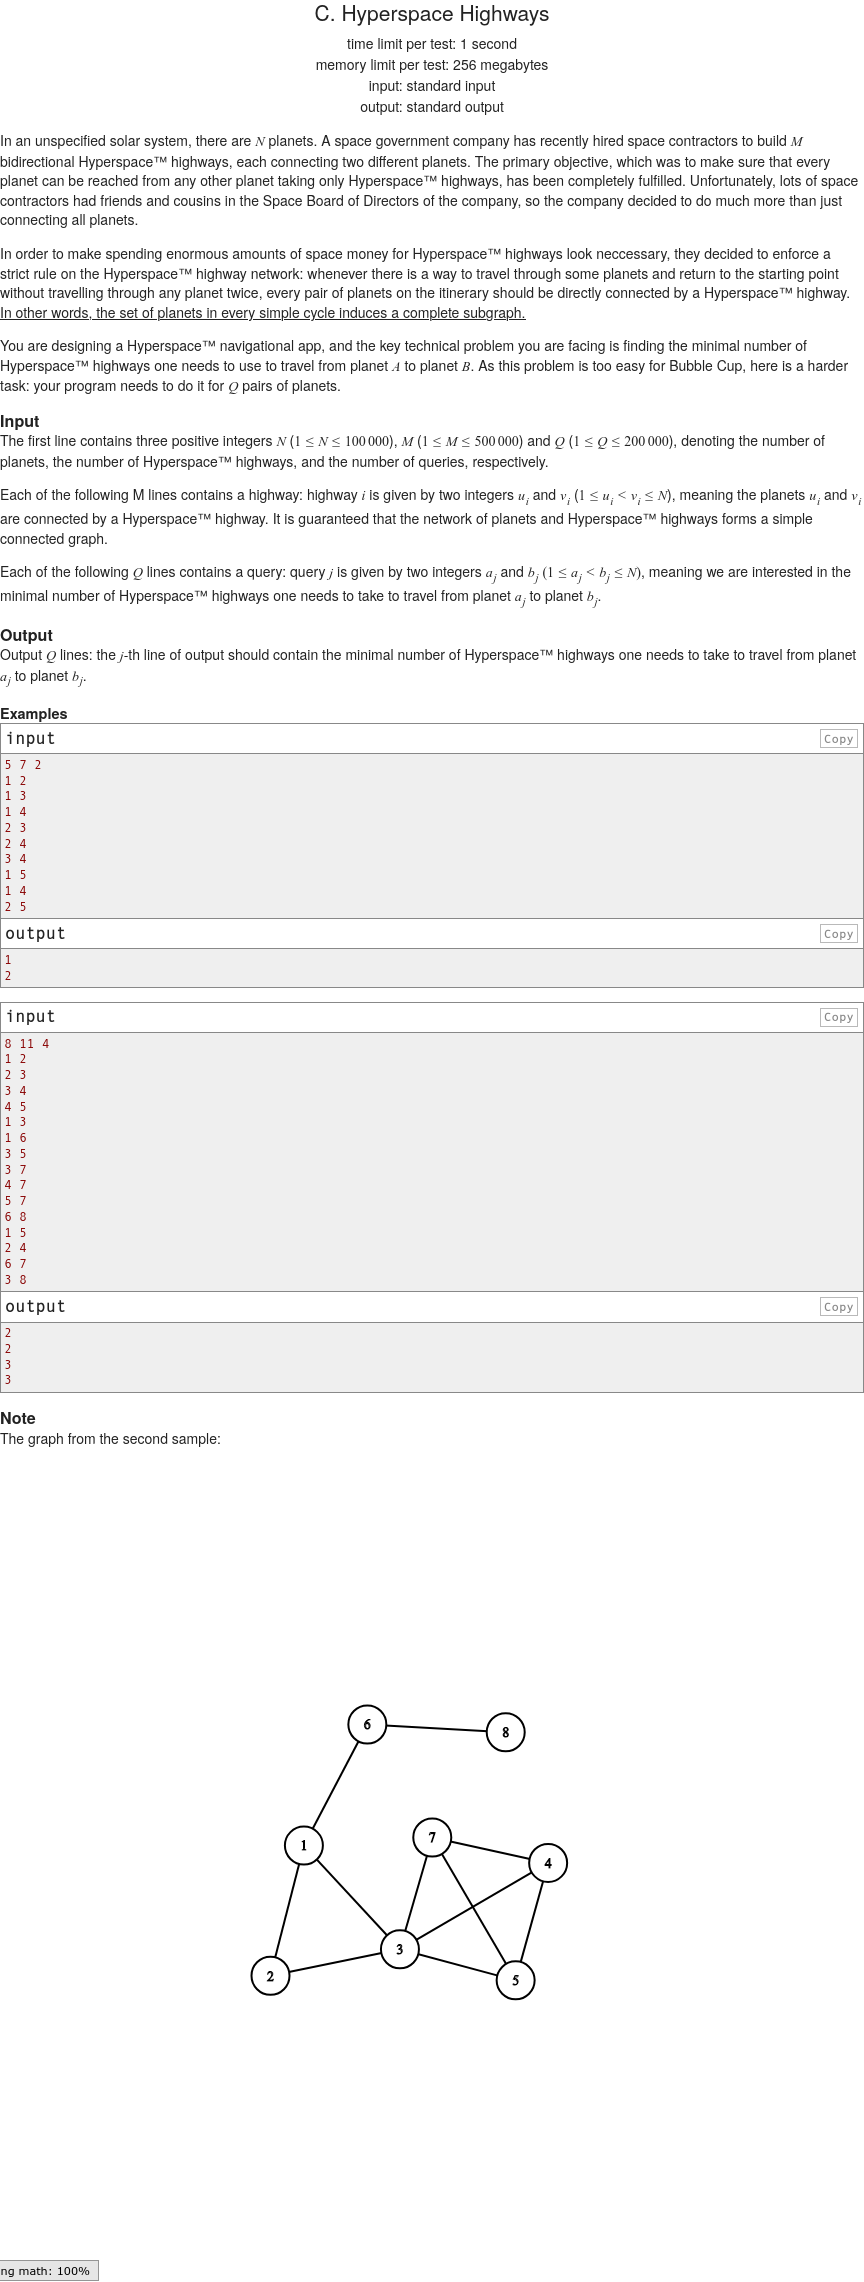 C. Hyperspace Highways
time limit per test: 1 second
memory limit per test: 256 megabytes
input: standard input
output: standard output
In an unspecified solar system, there are N planets. A space government company has recently hired space contractors to build M
bidirectional Hyperspace™ highways, each connecting two different planets. The primary objective, which was to make sure that every
planet can be reached from any other planet taking only Hyperspace™ highways, has been completely fulfilled. Unfortunately, lots of space
contractors had friends and cousins in the Space Board of Directors of the company, so the company decided to do much more than just
connecting all planets.
In order to make spending enormous amounts of space money for Hyperspace™ highways look neccessary, they decided to enforce a
strict rule on the Hyperspace™ highway network: whenever there is a way to travel through some planets and return to the starting point
without travelling through any planet twice, every pair of planets on the itinerary should be directly connected by a Hyperspace™ highway.
In other words, the set of planets in every simple cycle induces a complete subgraph.
You are designing a Hyperspace™ navigational app, and the key technical problem you are facing is finding the minimal number of
Hyperspace™ highways one needs to use to travel from planet A to planet B. As this problem is too easy for Bubble Cup, here is a harder
task: your program needs to do it for Q pairs of planets.
Input
The first line contains three positive integers N (1 ≤ N ≤ 100 000), M (1 ≤ M ≤ 500 000) and Q (1 ≤ Q ≤ 200 000), denoting the number of
planets, the number of Hyperspace™ highways, and the number of queries, respectively.
Each of the following M lines contains a highway: highway i is given by two integers u_i and v_i (1 ≤ u_i < v_i ≤ N), meaning the planets u_i and v_i
are connected by a Hyperspace™ highway. It is guaranteed that the network of planets and Hyperspace™ highways forms a simple
connected graph.
Each of the following Q lines contains a query: query j is given by two integers a_j and b_j (1 ≤ a_j < b_j ≤ N), meaning we are interested in the
minimal number of Hyperspace™ highways one needs to take to travel from planet a_j to planet b_j.
Output
Output Q lines: the j-th line of output should contain the minimal number of Hyperspace™ highways one needs to take to travel from planet
a_j to planet b_j.
Examples
input
Copy
5 7 2
1 2
1 3
1 4
2 3
2 4
3 4
1 5
1 4
2 5
output
Copy
1
2
input
Copy
8 11 4
1 2
2 3
3 4
4 5
1 3
1 6
3 5
3 7
4 7
5 7
6 8
1 5
2 4
6 7
3 8
output
Copy
2
2
3
3
Note
The graph from the second sample:
6
8
1
7
4
3
2
5
ng math: 100%